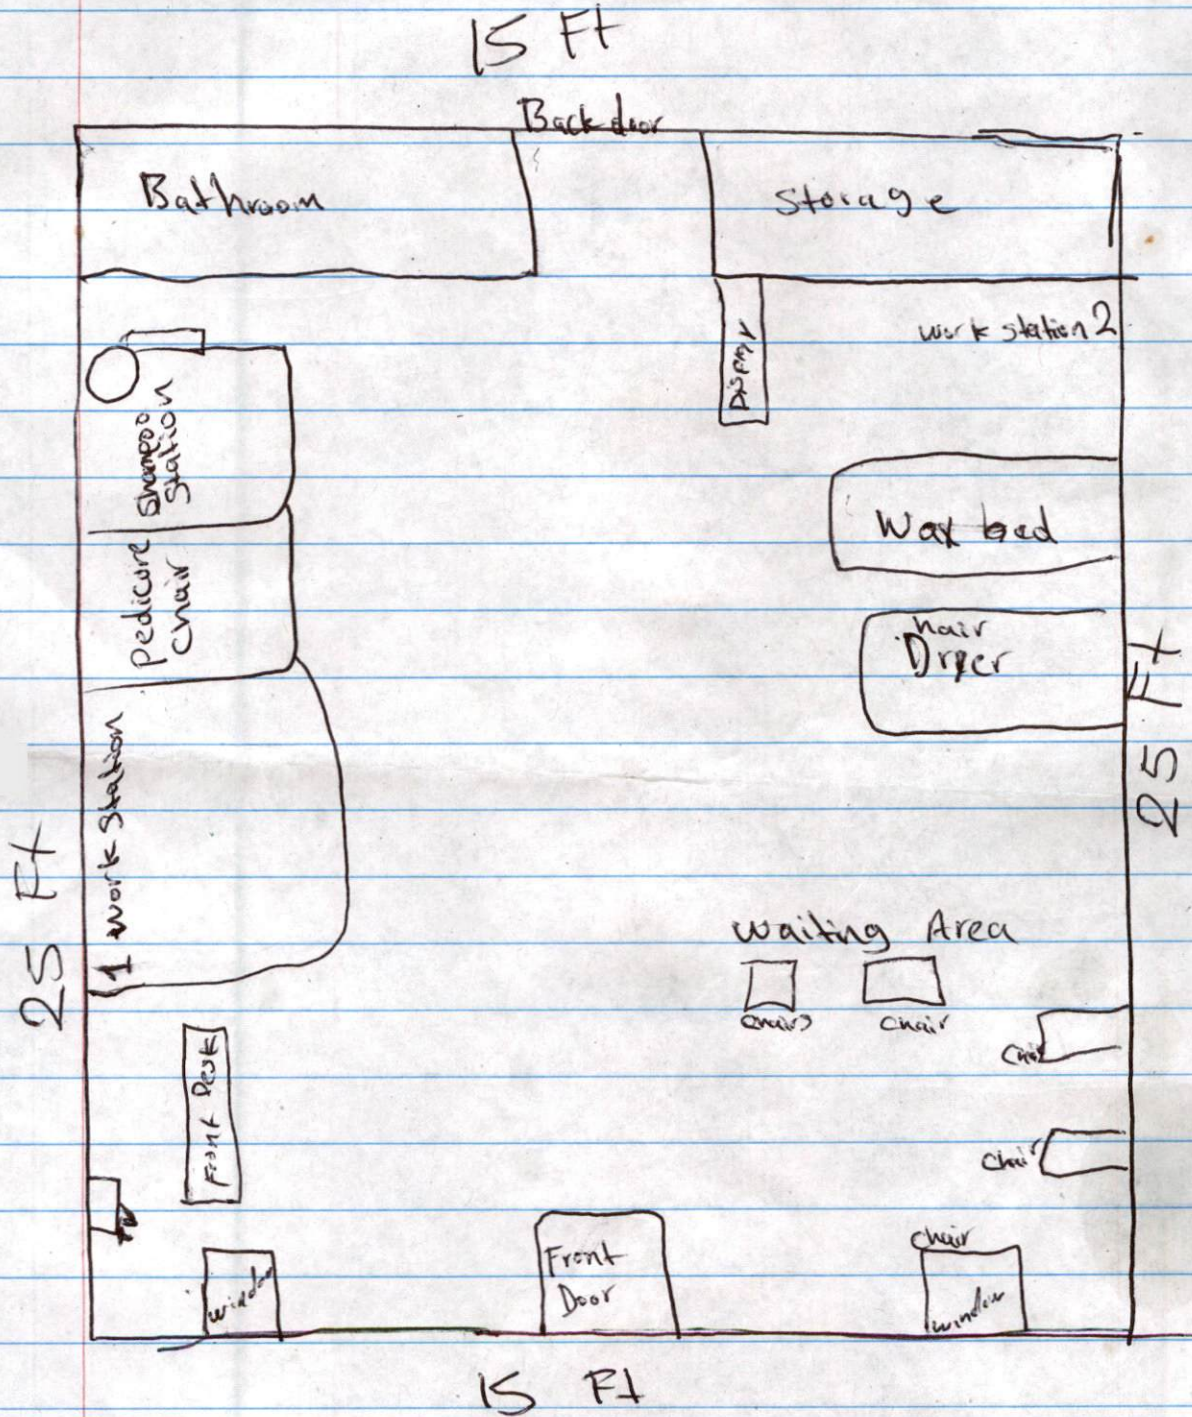 15 Ft
Back door
Bathroom
Storage
work station 2
Display
Shampoo
Station
Wax bed
Pedicure
Chair
hair
Dryer
25 Ft
1 work Station
25 Ft
Waiting Area
Chairs
Chair
Chair
Front Desk
Chair
Chair
Front
Door
window
window
15 Ft